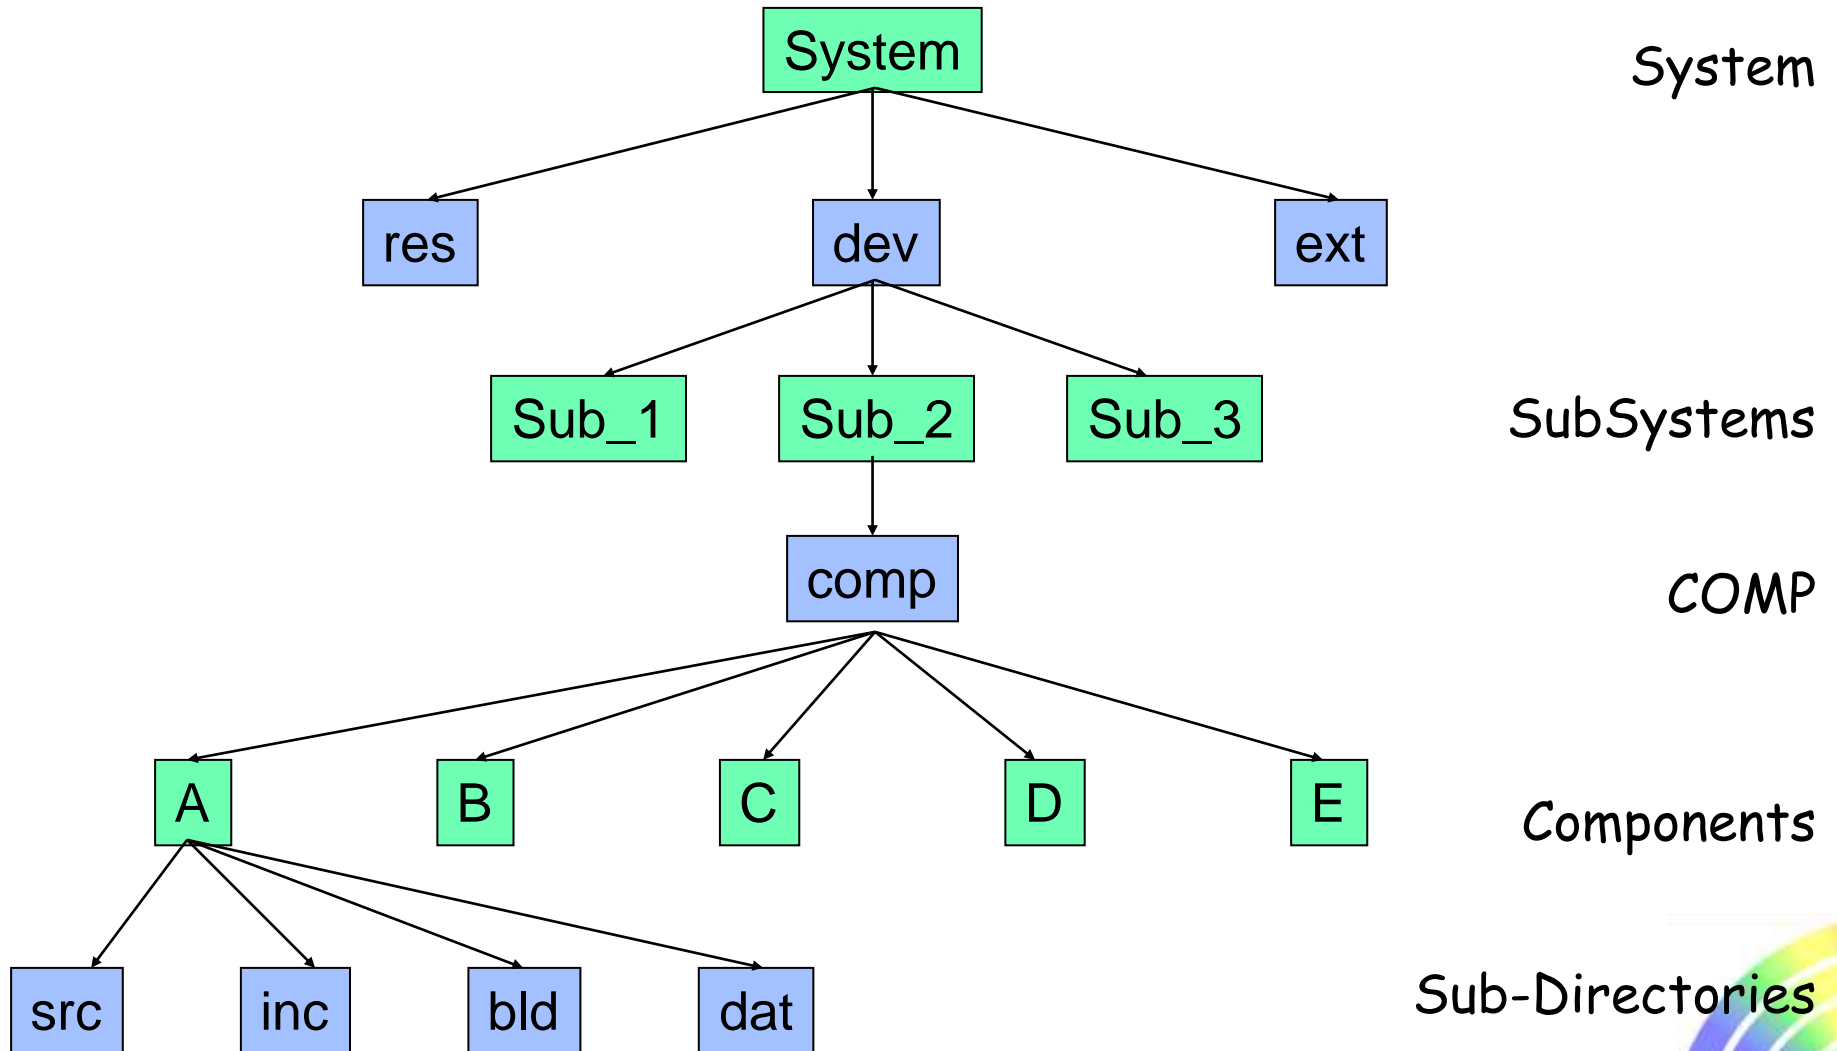 System
System
res
dev
ext
Sub_1
Sub_2
Sub_3
SubSystems
comp
COMP
A
B
C
D
E
Components
src
inc
bld
dat
Sub-Directories